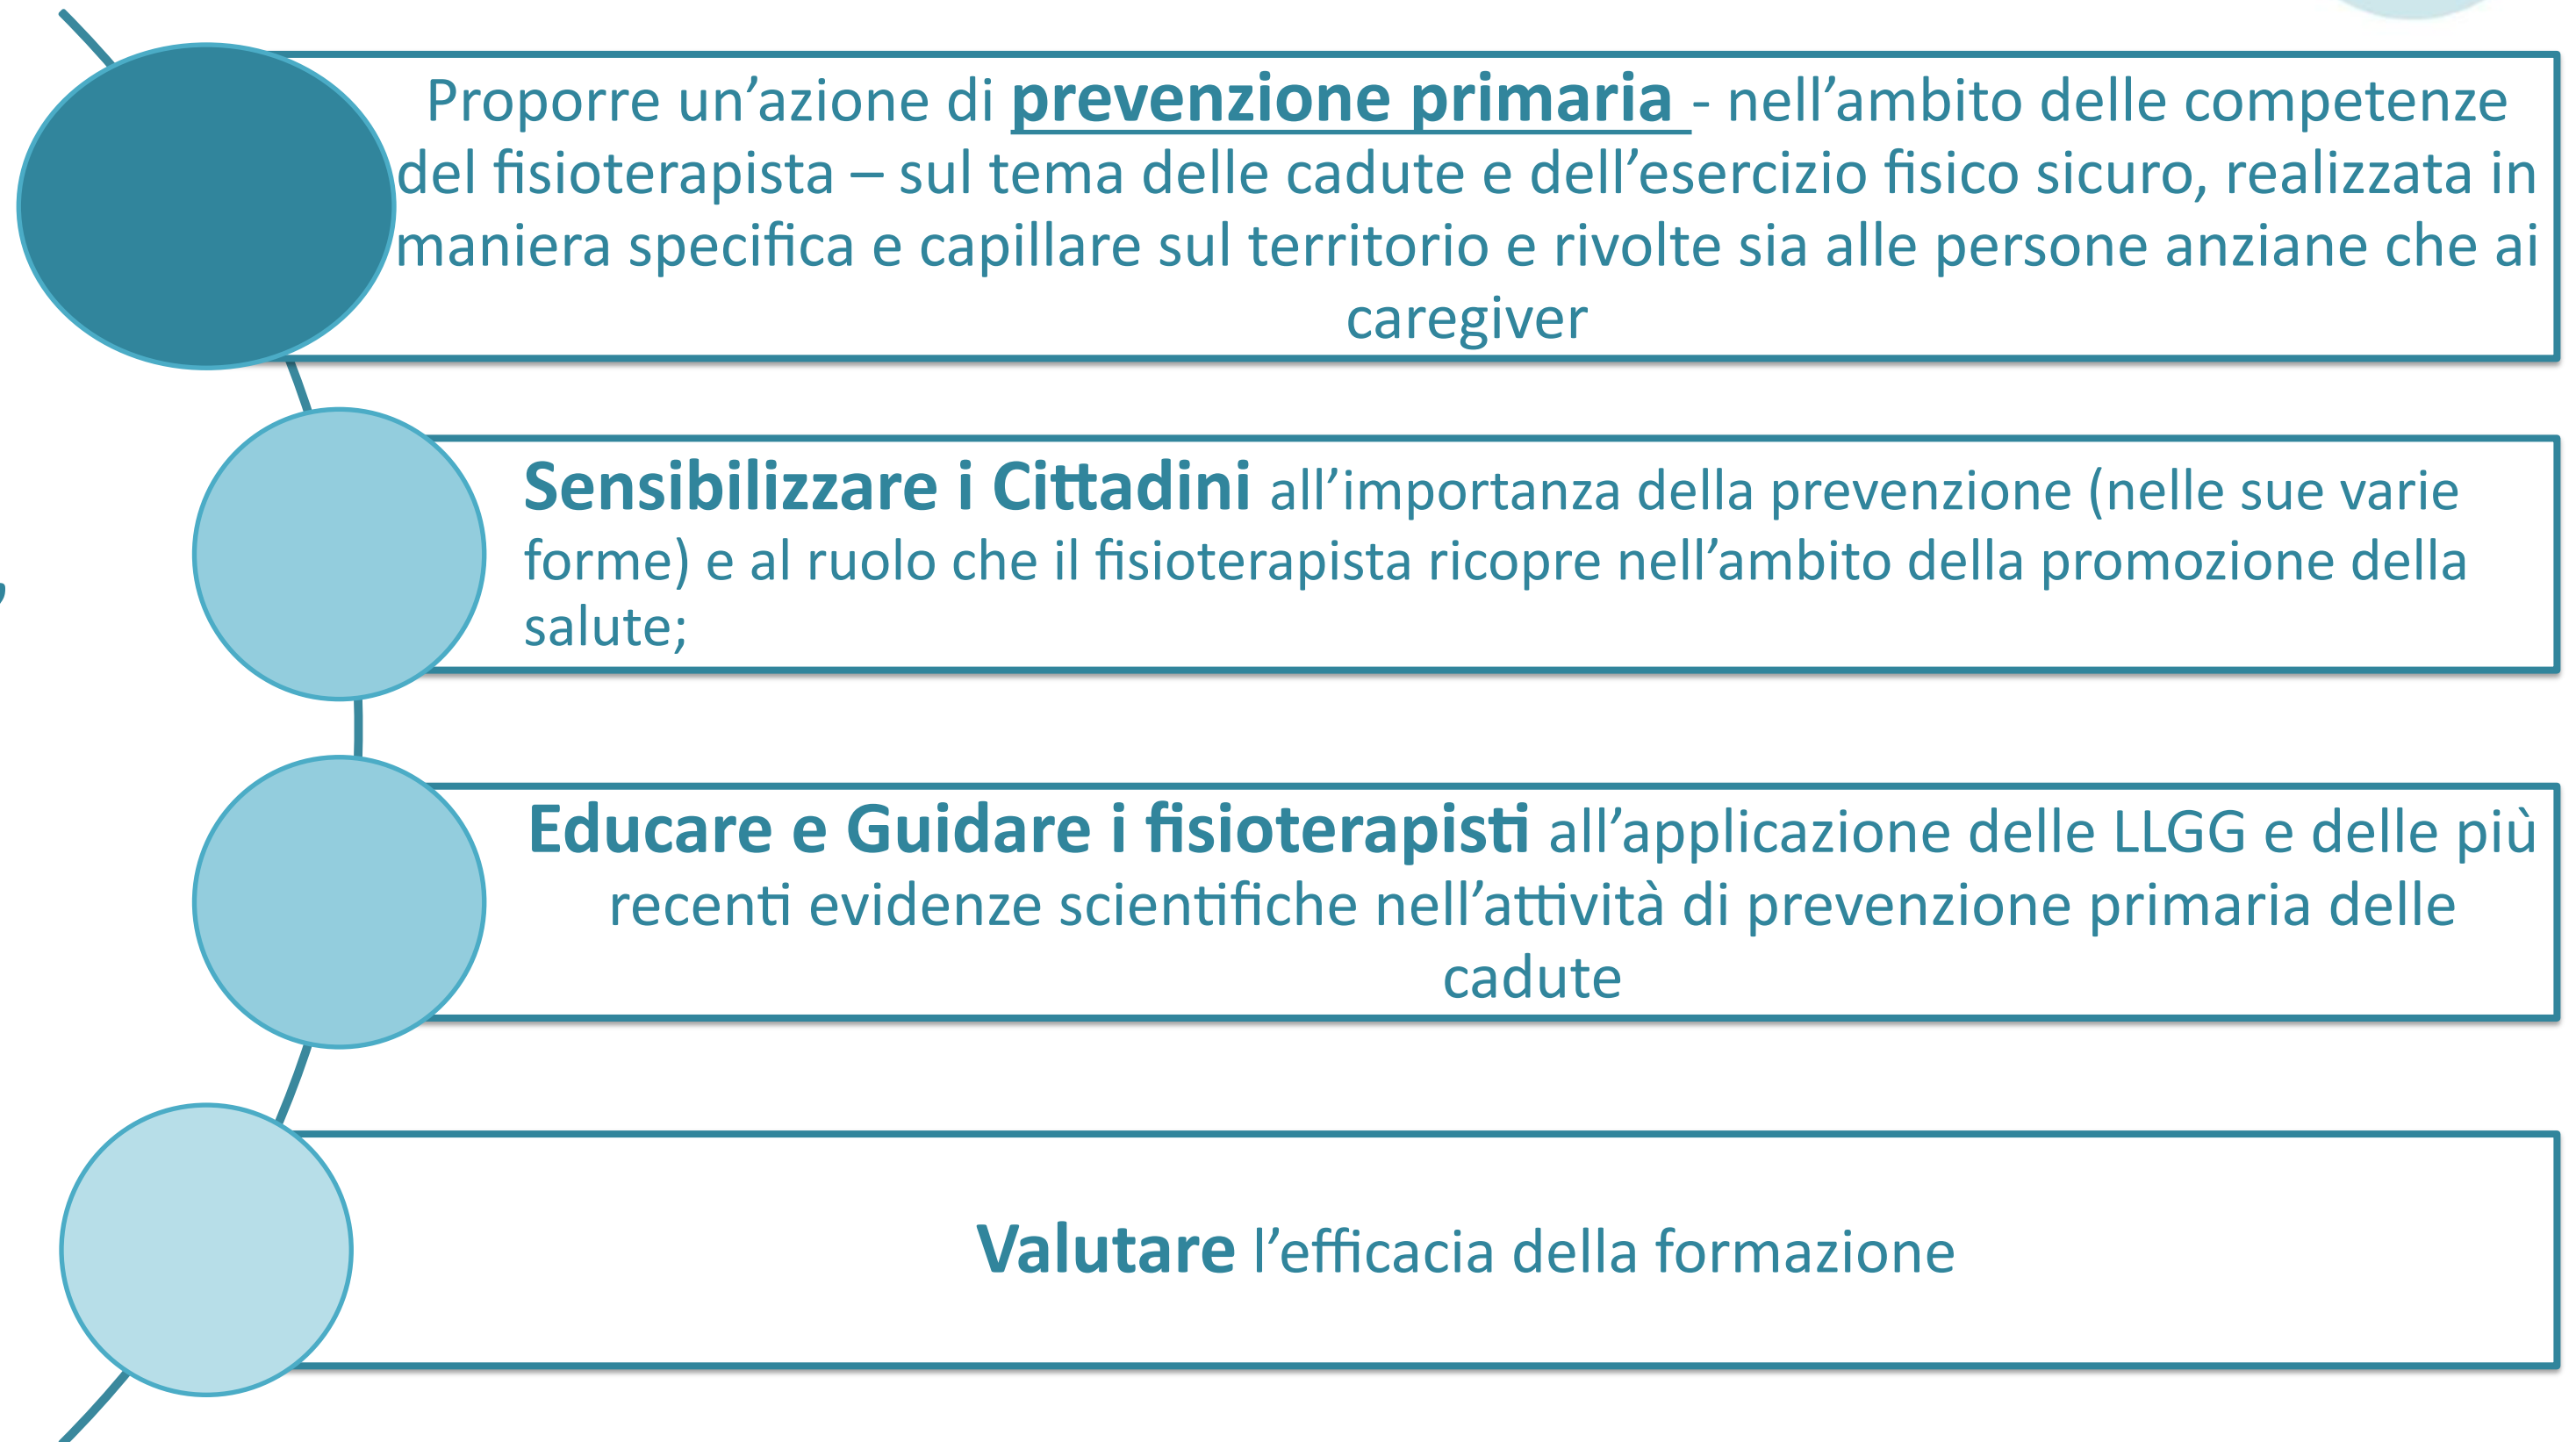 Proporre un’azione di prevenzione primaria - nell’ambito delle competenze
del fisioterapista – sul tema delle cadute e dell’esercizio fisico sicuro, realizzata in
maniera specifica e capillare sul territorio e rivolte sia alle persone anziane che ai
caregiver
Sensibilizzare i Cittadini all’importanza della prevenzione (nelle sue varie
forme) e al ruolo che il fisioterapista ricopre nell’ambito della promozione della
salute;
Educare e Guidare i fisioterapisti all’applicazione delle LLGG e delle più
recenti evidenze scientifiche nell’attività di prevenzione primaria delle
cadute
Valutare l’efficacia della formazione